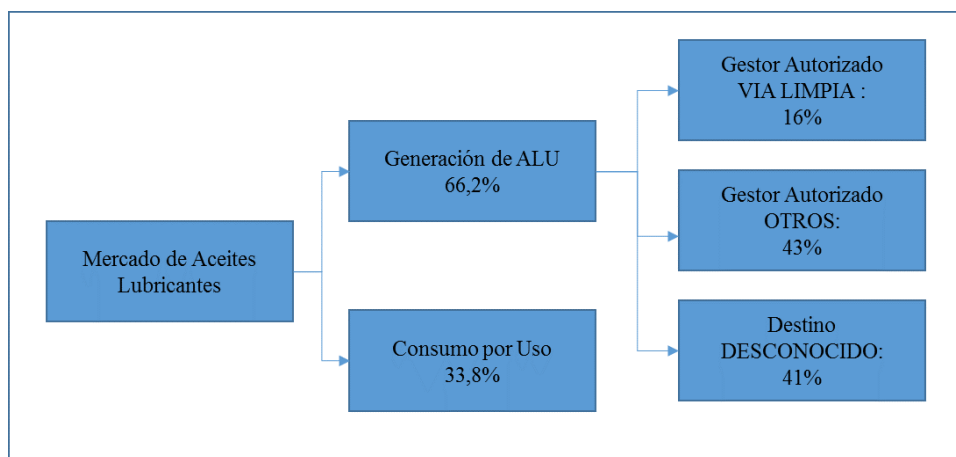 Mercado de Aceites
Lubricantes
Generación de ALU
66,2%
Consumo por Uso
33,8%
Gestor Autorizado
VIA LIMPIA :
16%
Gestor Autorizado
OTROS:
43%
Destino
DESCONOCIDO:
41%